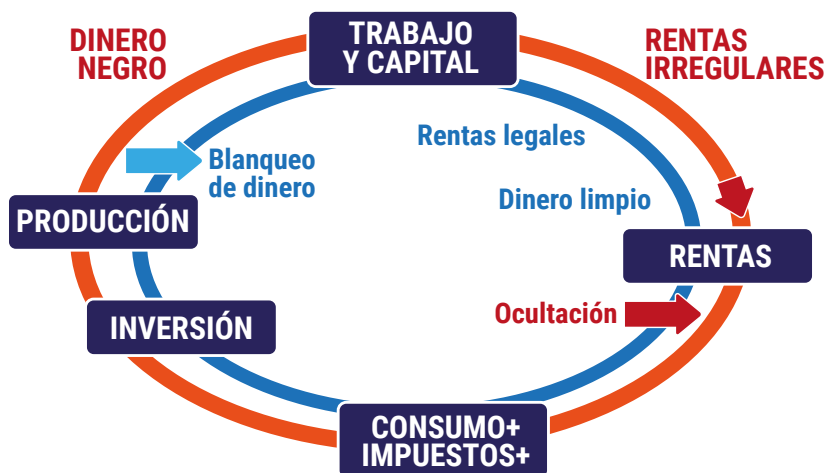 DINERO
NEGRO
TRABAJO
Y CAPITAL
RENTAS
IRREGULARES
Rentas legales
Blanqueo
de dinero
Dinero limpio
PRODUCCIÓN
RENTAS
Ocultación
INVERSIÓN
CONSUMO+
IMPUESTOS+